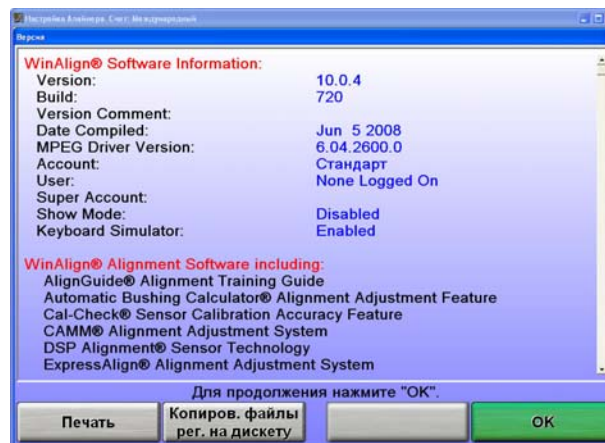 Настройка Алайнера. Счет: Международный
Версия
WinAlign® Software Information:
Version: 10.0.4
Build: 720
Version Comment:
Date Compiled: Jun 5 2008
MPEG Driver Version: 6.04.2600.0
Account: Стандарт
User: None Logged On
Super Account:
Show Mode: Disabled
Keyboard Simulator: Enabled
WinAlign® Alignment Software including:
AlignGuide® Alignment Training Guide
Automatic Bushing Calculator® Alignment Adjustment Feature
Cal-Check® Sensor Calibration Accuracy Feature
CAMM® Alignment Adjustment System
DSP Alignment® Sensor Technology
ExpressAlign® Alignment Adjustment System
Для продолжения нажмите "OK".
Печать
Копиров. файлы
рег. на дискету
OK